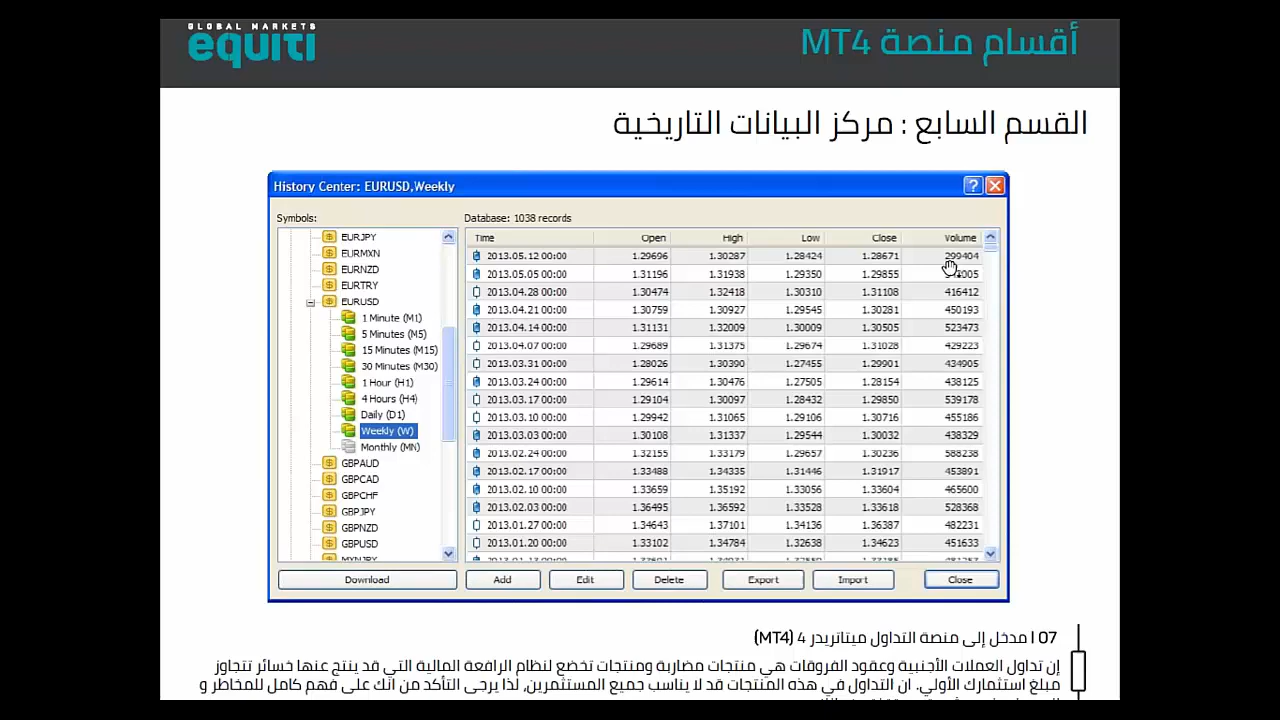 GLOBAL MARKETS
equiti
أقسام منصة MT4
القسم السابع : مركز البيانات التاريخية
History Center: EURUSD,Weekly
Symbols:
Database: 1038 records
EURJPY
EURMXN
EURNZD
EURTRY
EURUSD
1 Minute (M1)
5 Minutes (M5)
15 Minutes (M15)
30 Minutes (M30)
1 Hour (H1)
4 Hours (H4)
Daily (D1)
Weekly (W)
Monthly (MN)
GBPAUD
GBPCAD
GBPCHF
GBPJPY
GBPNZD
GBPUSD
MXNJPY
Time Open High Low Close Volume
2013.05.12 00:00 1.29696 1.30287 1.28424 1.28671 299404
2013.05.05 00:00 1.31196 1.31938 1.29350 1.29855
2013.04.28 00:00 1.30474 1.32418 1.30310 1.31108 416412
2013.04.21 00:00 1.30759 1.30927 1.29545 1.30281 450193
2013.04.14 00:00 1.31131 1.32009 1.30009 1.30505 523473
2013.04.07 00:00 1.29689 1.31375 1.29674 1.31028 429223
2013.03.31 00:00 1.28026 1.30390 1.27455 1.29901 434905
2013.03.24 00:00 1.29614 1.30476 1.27505 1.28154 438125
2013.03.17 00:00 1.29104 1.30097 1.28432 1.29850 539178
2013.03.10 00:00 1.29942 1.31065 1.29106 1.30716 455186
2013.03.03 00:00 1.30108 1.31337 1.29544 1.30032 438329
2013.02.24 00:00 1.32155 1.33179 1.29657 1.30236 588238
2013.02.17 00:00 1.33488 1.34335 1.31446 1.31917 453891
2013.02.10 00:00 1.33659 1.35192 1.33056 1.33604 465600
2013.02.03 00:00 1.36495 1.36592 1.33528 1.33618 528368
2013.01.27 00:00 1.34643 1.37101 1.34136 1.36387 482231
2013.01.20 00:00 1.33102 1.34784 1.32638 1.34623 451633
Download Add Edit Delete Export Import Close
07 | مدخل إلى منصة التداول ميتاتريدر 4 (MT4)
إن تداول العملات الأجنبية وعقود الفروقات هي منتجات مضاربة ومنتجات تخضع لنظام الرافعة المالية التي قد ينتج عنها خسائر تتجاوز
مبلغ استثمارك الأولي. ان التداول في هذه المنتجات قد لا يناسب جميع المستثمرين, لذا يرجى التأكد من انك على فهم كامل للمخاطر و